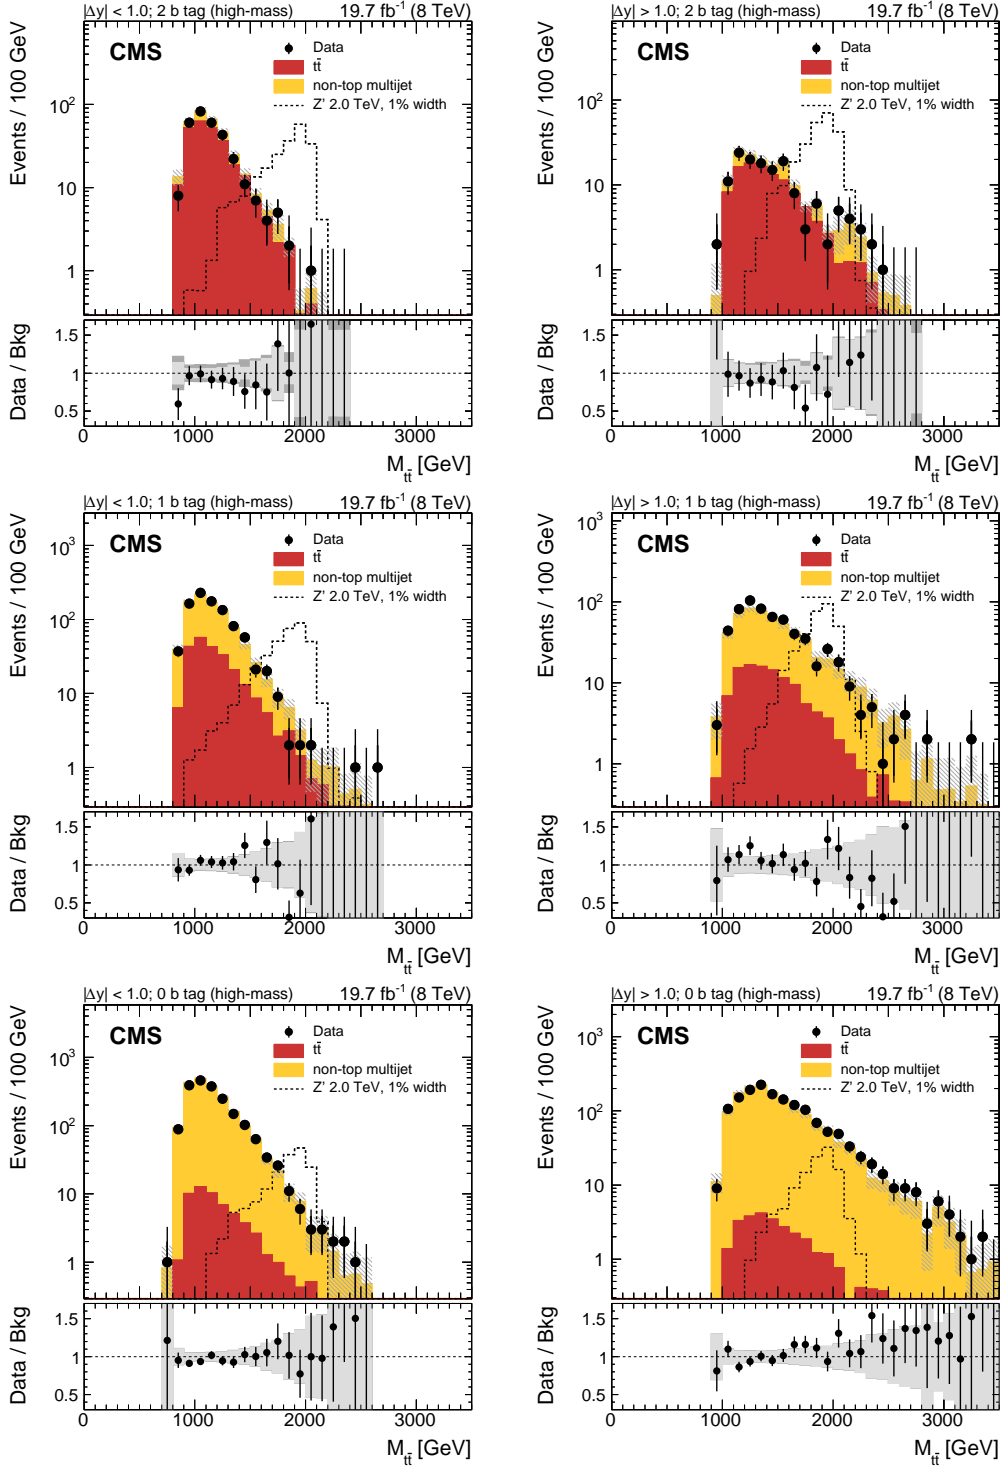 |Δy| < 1.0; 2 b tag (high-mass) 19.7 fb⁻¹ (8 TeV)
CMS
Data
tt̄
non-top multijet
Z' 2.0 TeV, 1% width
Events / 100 GeV
10²
10
1
Data / Bkg
1.5
1
0.5
0 1000 2000 3000
M_tt̄ [GeV]
|Δy| > 1.0; 2 b tag (high-mass) 19.7 fb⁻¹ (8 TeV)
CMS
Data
tt̄
non-top multijet
Z' 2.0 TeV, 1% width
Events / 100 GeV
10²
10
1
Data / Bkg
1.5
1
0.5
0 1000 2000 3000
M_tt̄ [GeV]
|Δy| < 1.0; 1 b tag (high-mass) 19.7 fb⁻¹ (8 TeV)
CMS
Data
tt̄
non-top multijet
Z' 2.0 TeV, 1% width
Events / 100 GeV
10³
10²
10
1
Data / Bkg
1.5
1
0.5
0 1000 2000 3000
M_tt̄ [GeV]
|Δy| > 1.0; 1 b tag (high-mass) 19.7 fb⁻¹ (8 TeV)
CMS
Data
tt̄
non-top multijet
Z' 2.0 TeV, 1% width
Events / 100 GeV
10³
10²
10
1
Data / Bkg
1.5
1
0.5
0 1000 2000 3000
M_tt̄ [GeV]
|Δy| < 1.0; 0 b tag (high-mass) 19.7 fb⁻¹ (8 TeV)
CMS
Data
tt̄
non-top multijet
Z' 2.0 TeV, 1% width
Events / 100 GeV
10³
10²
10
1
Data / Bkg
1.5
1
0.5
0 1000 2000 3000
M_tt̄ [GeV]
|Δy| > 1.0; 0 b tag (high-mass) 19.7 fb⁻¹ (8 TeV)
CMS
Data
tt̄
non-top multijet
Z' 2.0 TeV, 1% width
Events / 100 GeV
10³
10²
10
1
Data / Bkg
1.5
1
0.5
0 1000 2000 3000
M_tt̄ [GeV]